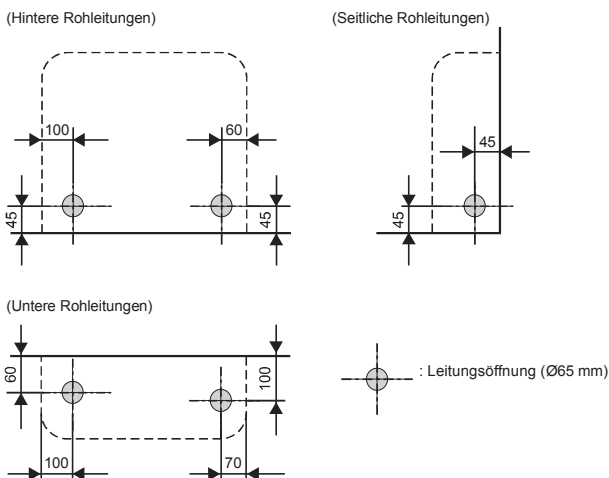 (Hintere Rohleitungen)
(Seitliche Rohleitungen)
100
60
45
45
45
45
(Untere Rohleitungen)
60
100
: Leitungsöffnung (Ø65 mm)
100
70